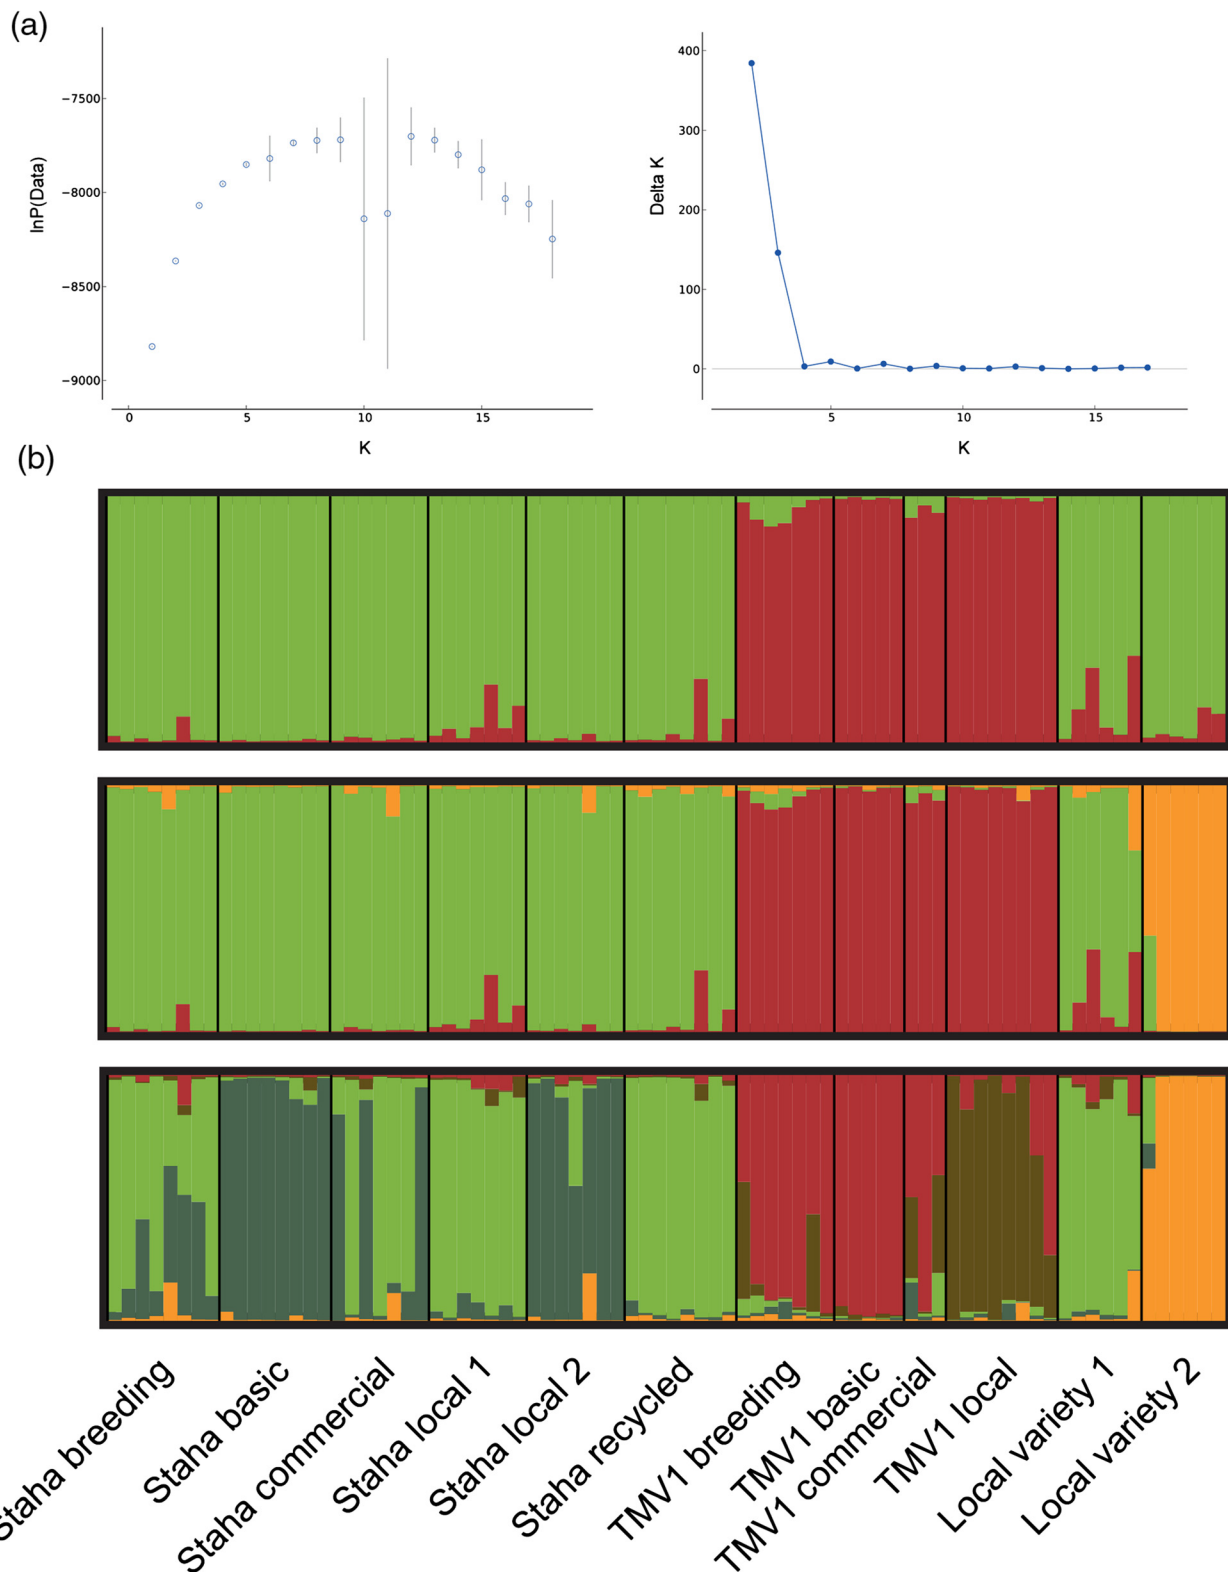 (a)
−7500
−8000
−8500
−9000
lnP(Data)
0 5 10 15
K
400
300
200
100
0
Delta K
5 10 15
K
(b)
Staha breeding
Staha basic
Staha commercial
Staha local 1
Staha local 2
Staha recycled
TMV1 breeding
TMV1 basic
TMV1 commercial
TMV1 local
Local variety 1
Local variety 2